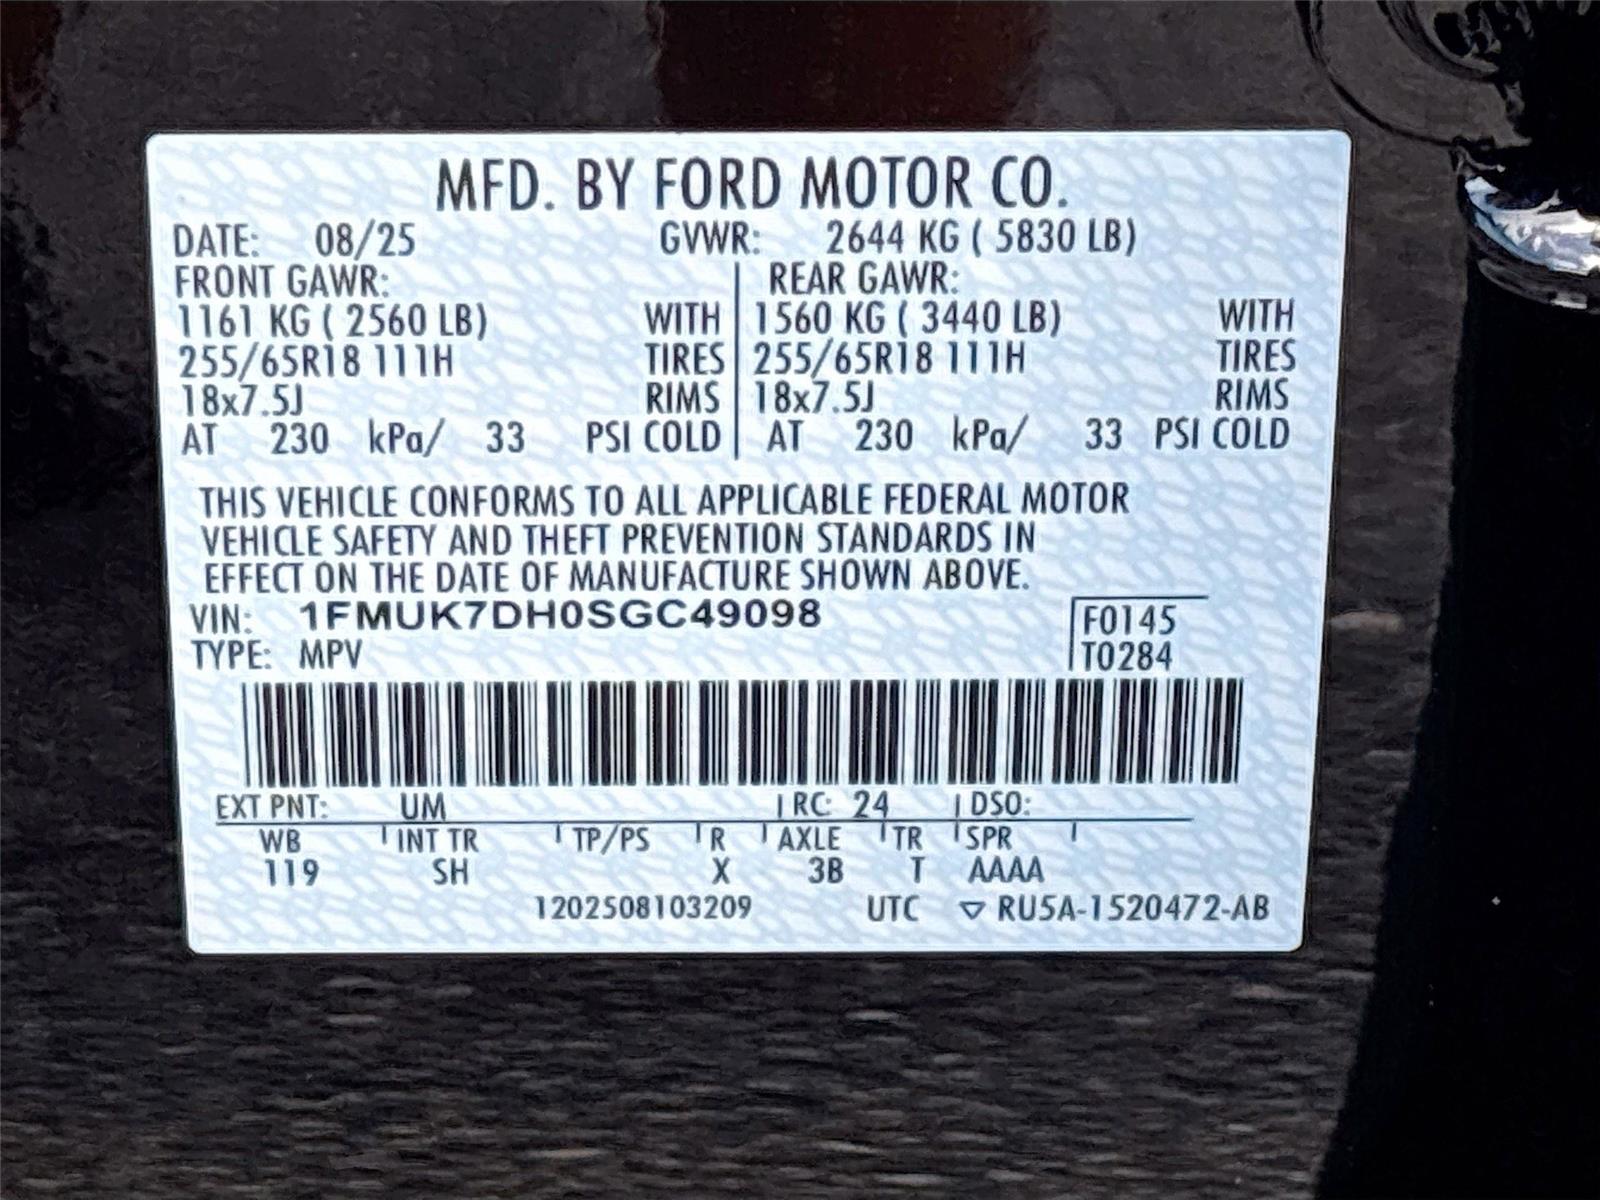 MFD. BY FORD MOTOR CO.
DATE: 08/25 GVWR: 2644 KG ( 5830 LB)
FRONT GAWR: REAR GAWR:
1161 KG ( 2560 LB) WITH 1560 KG ( 3440 LB) WITH
255/65R18 111H TIRES 255/65R18 111H TIRES
18x7.5J RIMS 18x7.5J RIMS
AT 230 kPa/ 33 PSI COLD AT 230 kPa/ 33 PSI COLD
THIS VEHICLE CONFORMS TO ALL APPLICABLE FEDERAL MOTOR
VEHICLE SAFETY AND THEFT PREVENTION STANDARDS IN
EFFECT ON THE DATE OF MANUFACTURE SHOWN ABOVE.
VIN: 1FMUK7DH0SGC49098 F0145
TYPE: MPV T0284
EXT PNT: UM RC: 24 DSO:
WB INT TR TP/PS R AXLE TR SPR
119 SH X 3B T AAAA
1202508103209 UTC ▽ RU5A-1520472-AB